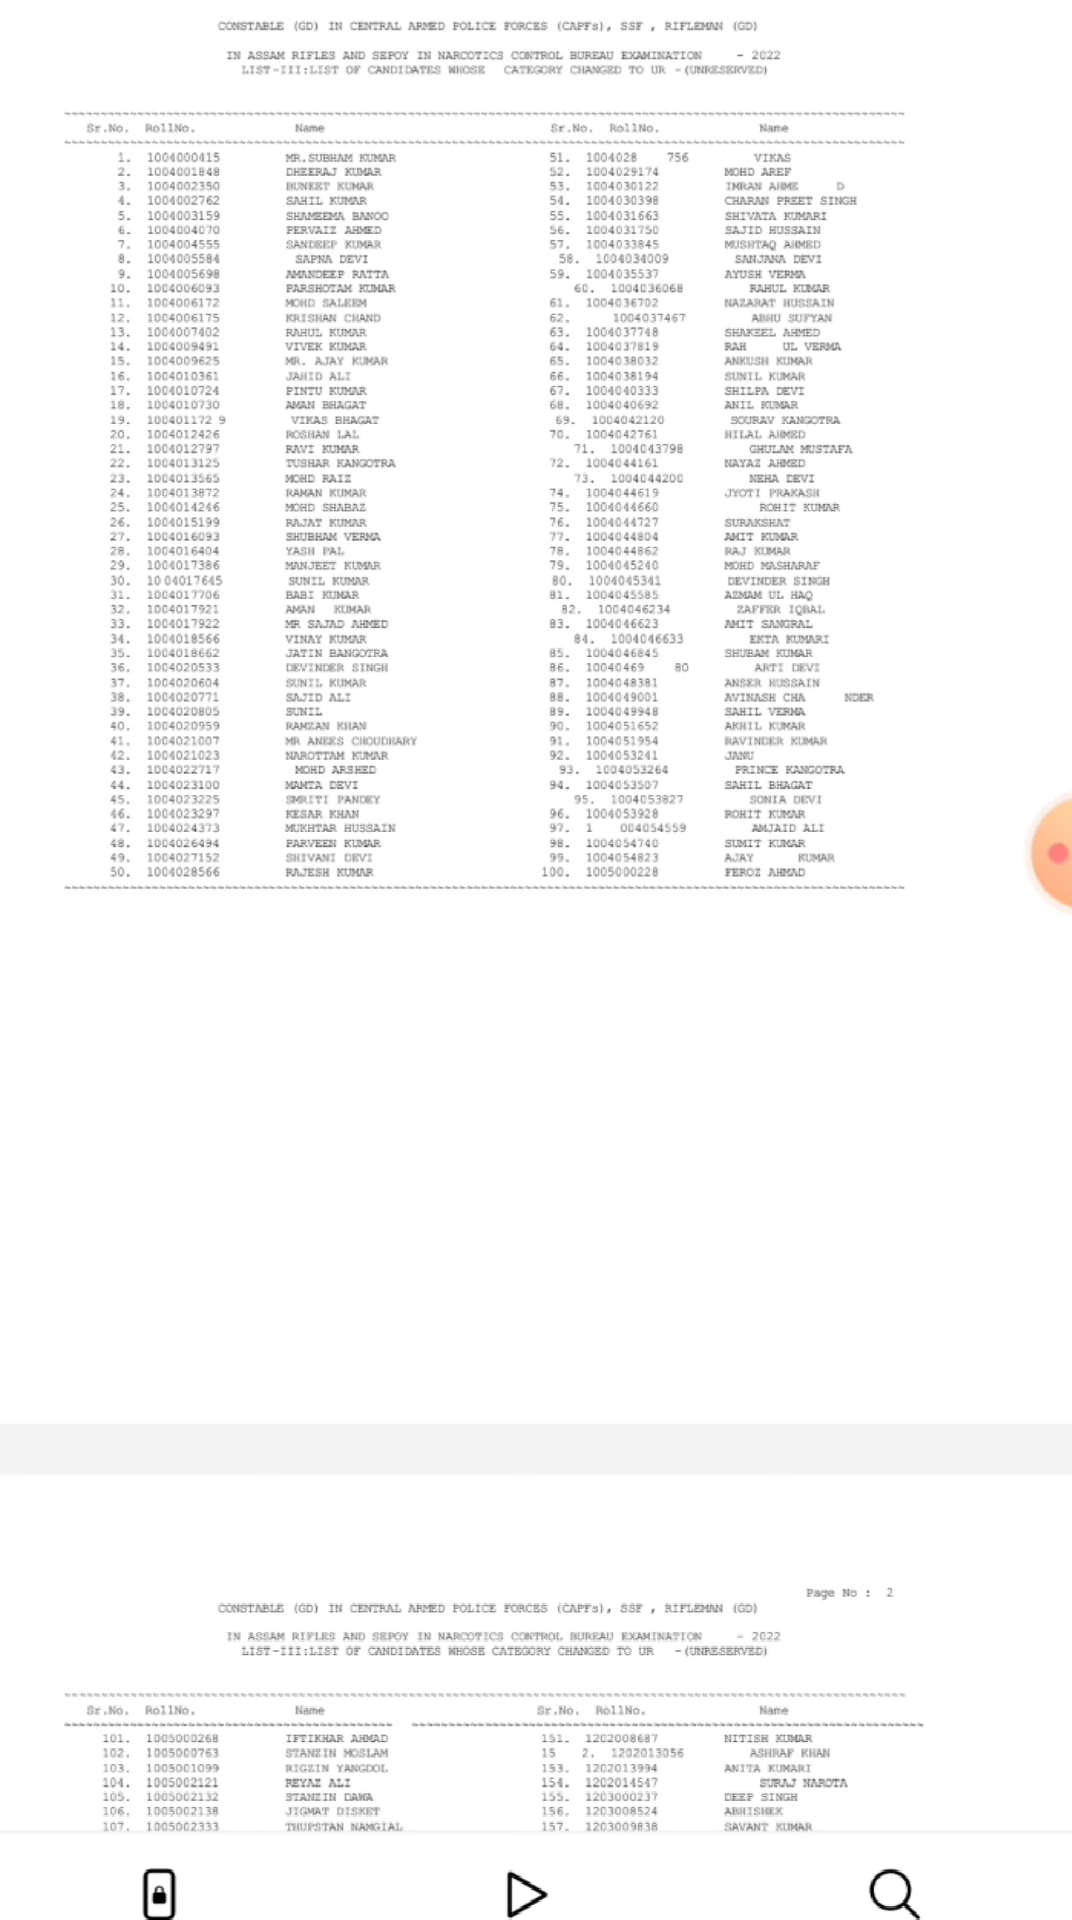 CONSTABLE (GD) IN CENTRAL ARMED POLICE FORCES (CAPFs), SSF , RIFLEMAN (GD)
IN ASSAM RIFLES AND SEPOY IN NARCOTICS CONTROL BUREAU EXAMINATION - 2022
LIST-III:LIST OF CANDIDATES WHOSE CATEGORY CHANGED TO UR -(UNRESERVED)
Sr.No. RollNo. Name Sr.No. RollNo. Name
1. 1004000415 MR.SUBHAM KUMAR 51. 1004028 756 VIKAS
2. 1004001848 DHEERAJ KUMAR 52. 1004029174 MOHD AREF
3. 1004002350 BUNEET KUMAR 53. 1004030122 IMRAN AHME D
4. 1004002762 SAHIL KUMAR 54. 1004030398 CHARAN PREET SINGH
5. 1004003159 SHAMEEMA BANOO 55. 1004031663 SHIVATA KUMARI
6. 1004004070 PERVAIZ AHMED 56. 1004031750 SAJID HUSSAIN
7. 1004004555 SANDEEP KUMAR 57. 1004033845 MUSHTAQ AHMED
8. 1004005584 SAPNA DEVI 58. 1004034009 SANJANA DEVI
9. 1004005698 AMANDEEP RATTA 59. 1004035537 AYUSH VERMA
10. 1004006093 PARSHOTAM KUMAR 60. 1004036068 RAHUL KUMAR
11. 1004006172 MOHD SALEEM 61. 1004036702 NAZARAT HUSSAIN
12. 1004006175 KRISHAN CHAND 62. 1004037467 ABHU SUFYAN
13. 1004007402 RAHUL KUMAR 63. 1004037748 SHAKEEL AHMED
14. 1004009491 VIVEK KUMAR 64. 1004037819 RAH UL VERMA
15. 1004009625 MR. AJAY KUMAR 65. 1004038032 ANKUSH KUMAR
16. 1004010361 JAHID ALI 66. 1004038194 SUNIL KUMAR
17. 1004010724 PINTU KUMAR 67. 1004040333 SHILPA DEVI
18. 1004010730 AMAN BHAGAT 68. 1004040692 ANIL KUMAR
19. 100401172 9 VIKAS BHAGAT 69. 1004042120 SOURAV KANGOTRA
20. 1004012426 ROSHAN LAL 70. 1004042761 HILAL AHMED
21. 1004012797 RAVI KUMAR 71. 1004043798 GHULAM MUSTAFA
22. 1004013125 TUSHAR KANGOTRA 72. 1004044161 NAYAZ AHMED
23. 1004013565 MOHD RAIZ 73. 1004044200 NEHA DEVI
24. 1004013872 RAMAN KUMAR 74. 1004044619 JYOTI PRAKASH
25. 1004014246 MOHD SHABAZ 75. 1004044660 ROHIT KUMAR
26. 1004015199 RAJAT KUMAR 76. 1004044727 SURAKSHAT
27. 1004016093 SHUBHAM VERMA 77. 1004044804 AMIT KUMAR
28. 1004016404 YASH PAL 78. 1004044862 RAJ KUMAR
29. 1004017386 MANJEET KUMAR 79. 1004045240 MOHD MASHARAF
30. 10 04017645 SUNIL KUMAR 80. 1004045341 DEVINDER SINGH
31. 1004017706 BABI KUMAR 81. 1004045585 AZMAM UL HAQ
32. 1004017921 AMAN KUMAR 82. 1004046234 ZAFFER IQBAL
33. 1004017922 MR SAJAD AHMED 83. 1004046623 AMIT SANGRAL
34. 1004018566 VINAY KUMAR 84. 1004046633 EKTA KUMARI
35. 1004018662 JATIN BANGOTRA 85. 1004046845 SHUBAM KUMAR
36. 1004020533 DEVINDER SINGH 86. 10040469 80 ARTI DEVI
37. 1004020604 SUNIL KUMAR 87. 1004048381 ANSER HUSSAIN
38. 1004020771 SAJID ALI 88. 1004049001 AVINASH CHA NDER
39. 1004020805 SUNIL 89. 1004049948 SAHIL VERMA
40. 1004020959 RAMZAN KHAN 90. 1004051652 AKHIL KUMAR
41. 1004021007 MR ANEES CHOUDHARY 91. 1004051954 RAVINDER KUMAR
42. 1004021023 NAROTTAM KUMAR 92. 1004053241 JANU
43. 1004022717 MOHD ARSHED 93. 1004053264 PRINCE KANGOTRA
44. 1004023100 MAMTA DEVI 94. 1004053507 SAHIL BHAGAT
45. 1004023225 SMRITI PANDEY 95. 1004053827 SONIA DEVI
46. 1004023297 KESAR KHAN 96. 1004053928 ROHIT KUMAR
47. 1004024373 MUKHTAR HUSSAIN 97. 1 004054559 AMJAID ALI
48. 1004026494 PARVEEN KUMAR 98. 1004054740 SUMIT KUMAR
49. 1004027152 SHIVANI DEVI 99. 1004054823 AJAY KUMAR
50. 1004028566 RAJESH KUMAR 100. 1005000228 FEROZ AHMAD
Page No : 2
CONSTABLE (GD) IN CENTRAL ARMED POLICE FORCES (CAPFs), SSF , RIFLEMAN (GD)
IN ASSAM RIFLES AND SEPOY IN NARCOTICS CONTROL BUREAU EXAMINATION - 2022
LIST-III:LIST OF CANDIDATES WHOSE CATEGORY CHANGED TO UR -(UNRESERVED)
Sr.No. RollNo. Name Sr.No. RollNo. Name
101. 1005000268 IFTIKHAR AHMAD 151. 1202008687 NITISH KUMAR
102. 1005000763 STANZIN MOSLAM 15 2. 1202013056 ASHRAF KHAN
103. 1005001099 RIGZIN YANGDOL 153. 1202013994 ANITA KUMARI
104. 1005002121 REYAZ ALI 154. 1202014547 SURAJ NAROTA
105. 1005002132 STANZIN DAWA 155. 1203000237 DEEP SINGH
106. 1005002138 JIGMAT DISKET 156. 1203008524 ABHISHEK
107. 1005002333 THUPSTAN NAMGIAL 157. 1203009838 SAVANT KUMAR